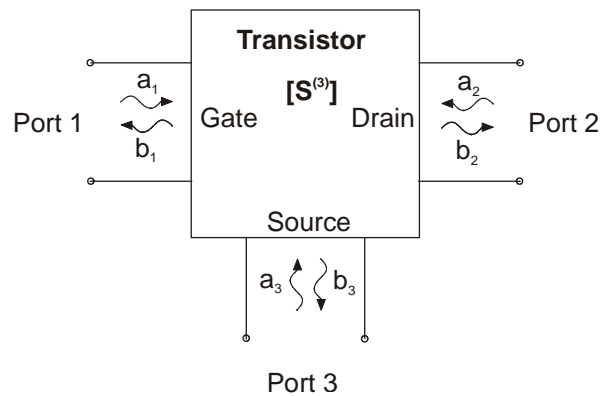 Transistor
[S⁽³⁾]
a₁
a₂
Port 1
Gate
Drain
Port 2
b₁
b₂
Source
a₃
b₃
Port 3